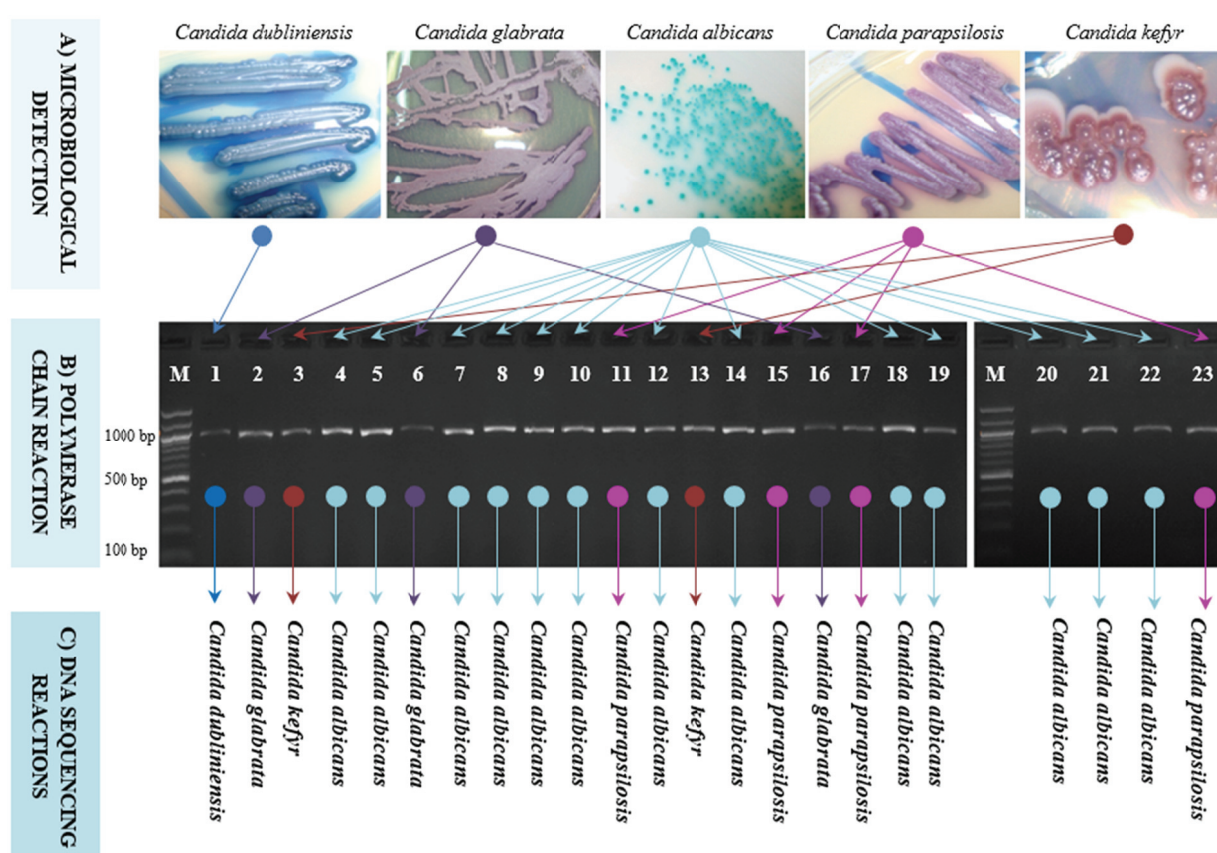 Candida dubliniensis
Candida glabrata
Candida albicans
Candida parapsilosis
Candida kefyr
A) MICROBIOLOGICAL
DETECTION
B) POLYMERASE
CHAIN REACTION
M 1 2 3 4 5 6 7 8 9 10 11 12 13 14 15 16 17 18 19
M 20 21 22 23
1000 bp
500 bp
100 bp
C) DNA SEQUENCING
REACTIONS
Candida dubliniensis
Candida glabrata
Candida kefyr
Candida albicans
Candida albicans
Candida glabrata
Candida albicans
Candida albicans
Candida albicans
Candida albicans
Candida parapsilosis
Candida albicans
Candida kefyr
Candida albicans
Candida parapsilosis
Candida glabrata
Candida parapsilosis
Candida albicans
Candida albicans
Candida albicans
Candida albicans
Candida albicans
Candida parapsilosis